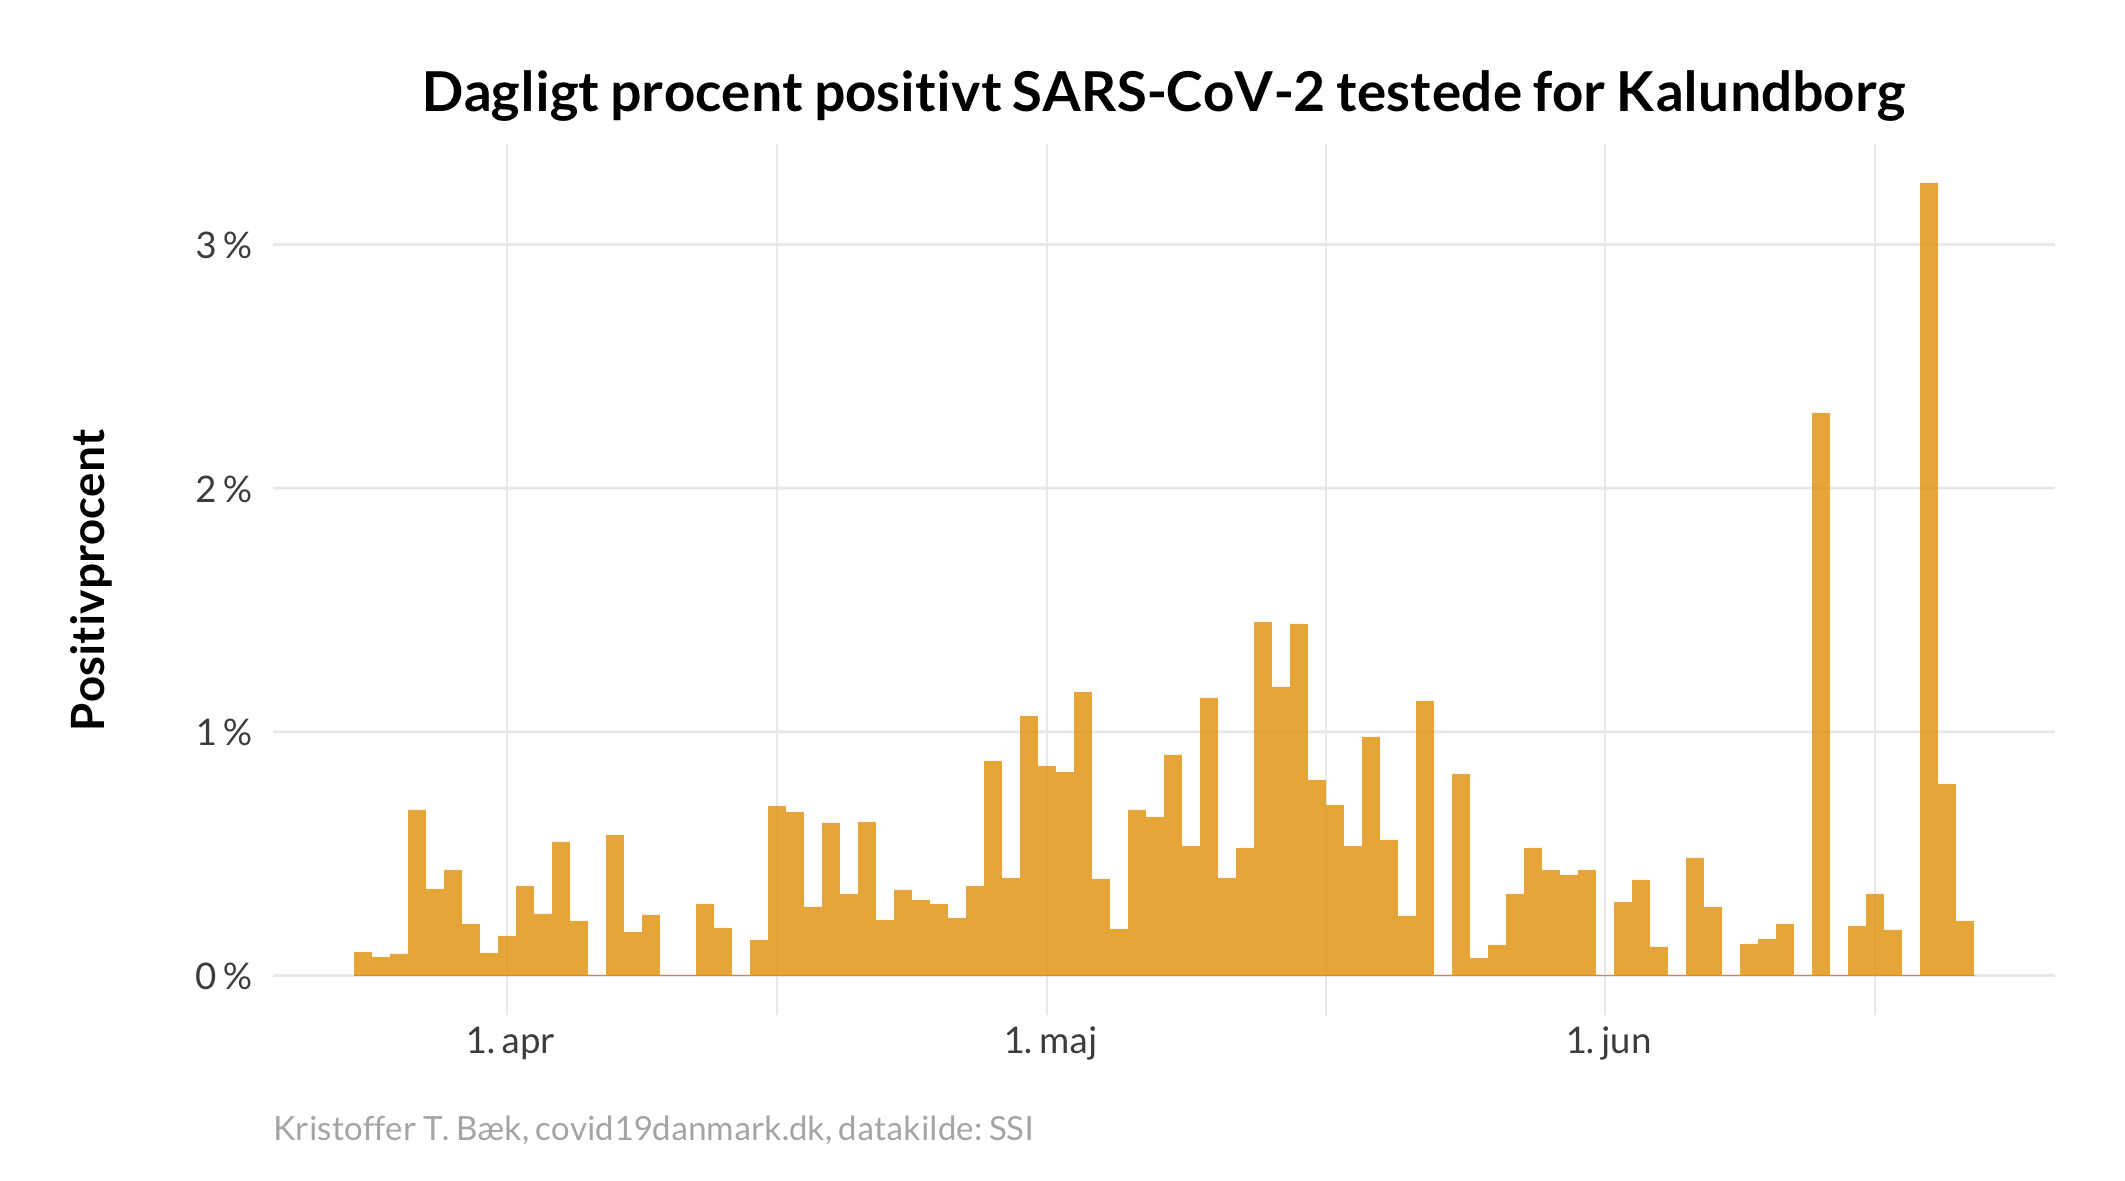 Dagligt procent positivt SARS-CoV-2 testede for Kalundborg
Positivprocent
3 %
2 %
1 %
0 %
1. apr
1. maj
1. jun
Kristoffer T. Bæk, covid19danmark.dk, datakilde: SSI